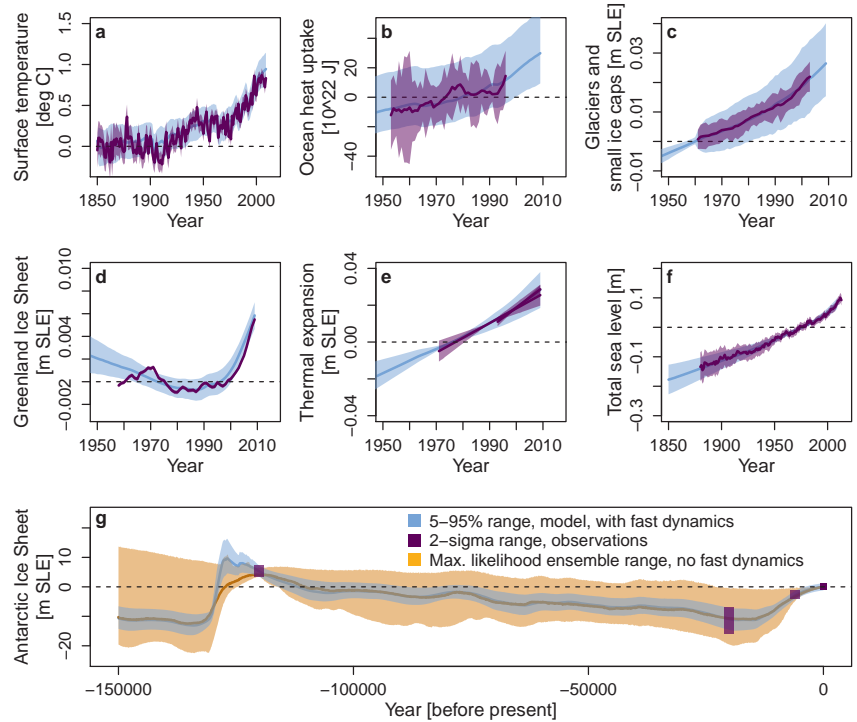 a
Surface temperature
[deg C]
0.0 0.5 1.0 1.5
1850 1900 1950 2000
Year
b
Ocean heat uptake
[10^22 J]
−40 0 20
1950 1970 1990 2010
Year
c
Glaciers and
small ice caps [m SLE]
−0.01 0.01 0.03
1950 1970 1990 2010
Year
d
Greenland Ice Sheet
[m SLE]
−0.002 0.004 0.010
1950 1970 1990 2010
Year
e
Thermal expansion
[m SLE]
−0.04 0.00 0.04
1950 1970 1990 2010
Year
f
Total sea level [m]
−0.3 −0.1 0.1
1850 1900 1950 2000
Year
g
Antarctic Ice Sheet
[m SLE]
−20 0 10
5−95% range, model, with fast dynamics
2−sigma range, observations
Max. likelihood ensemble range, no fast dynamics
−150000 −100000 −50000 0
Year [before present]